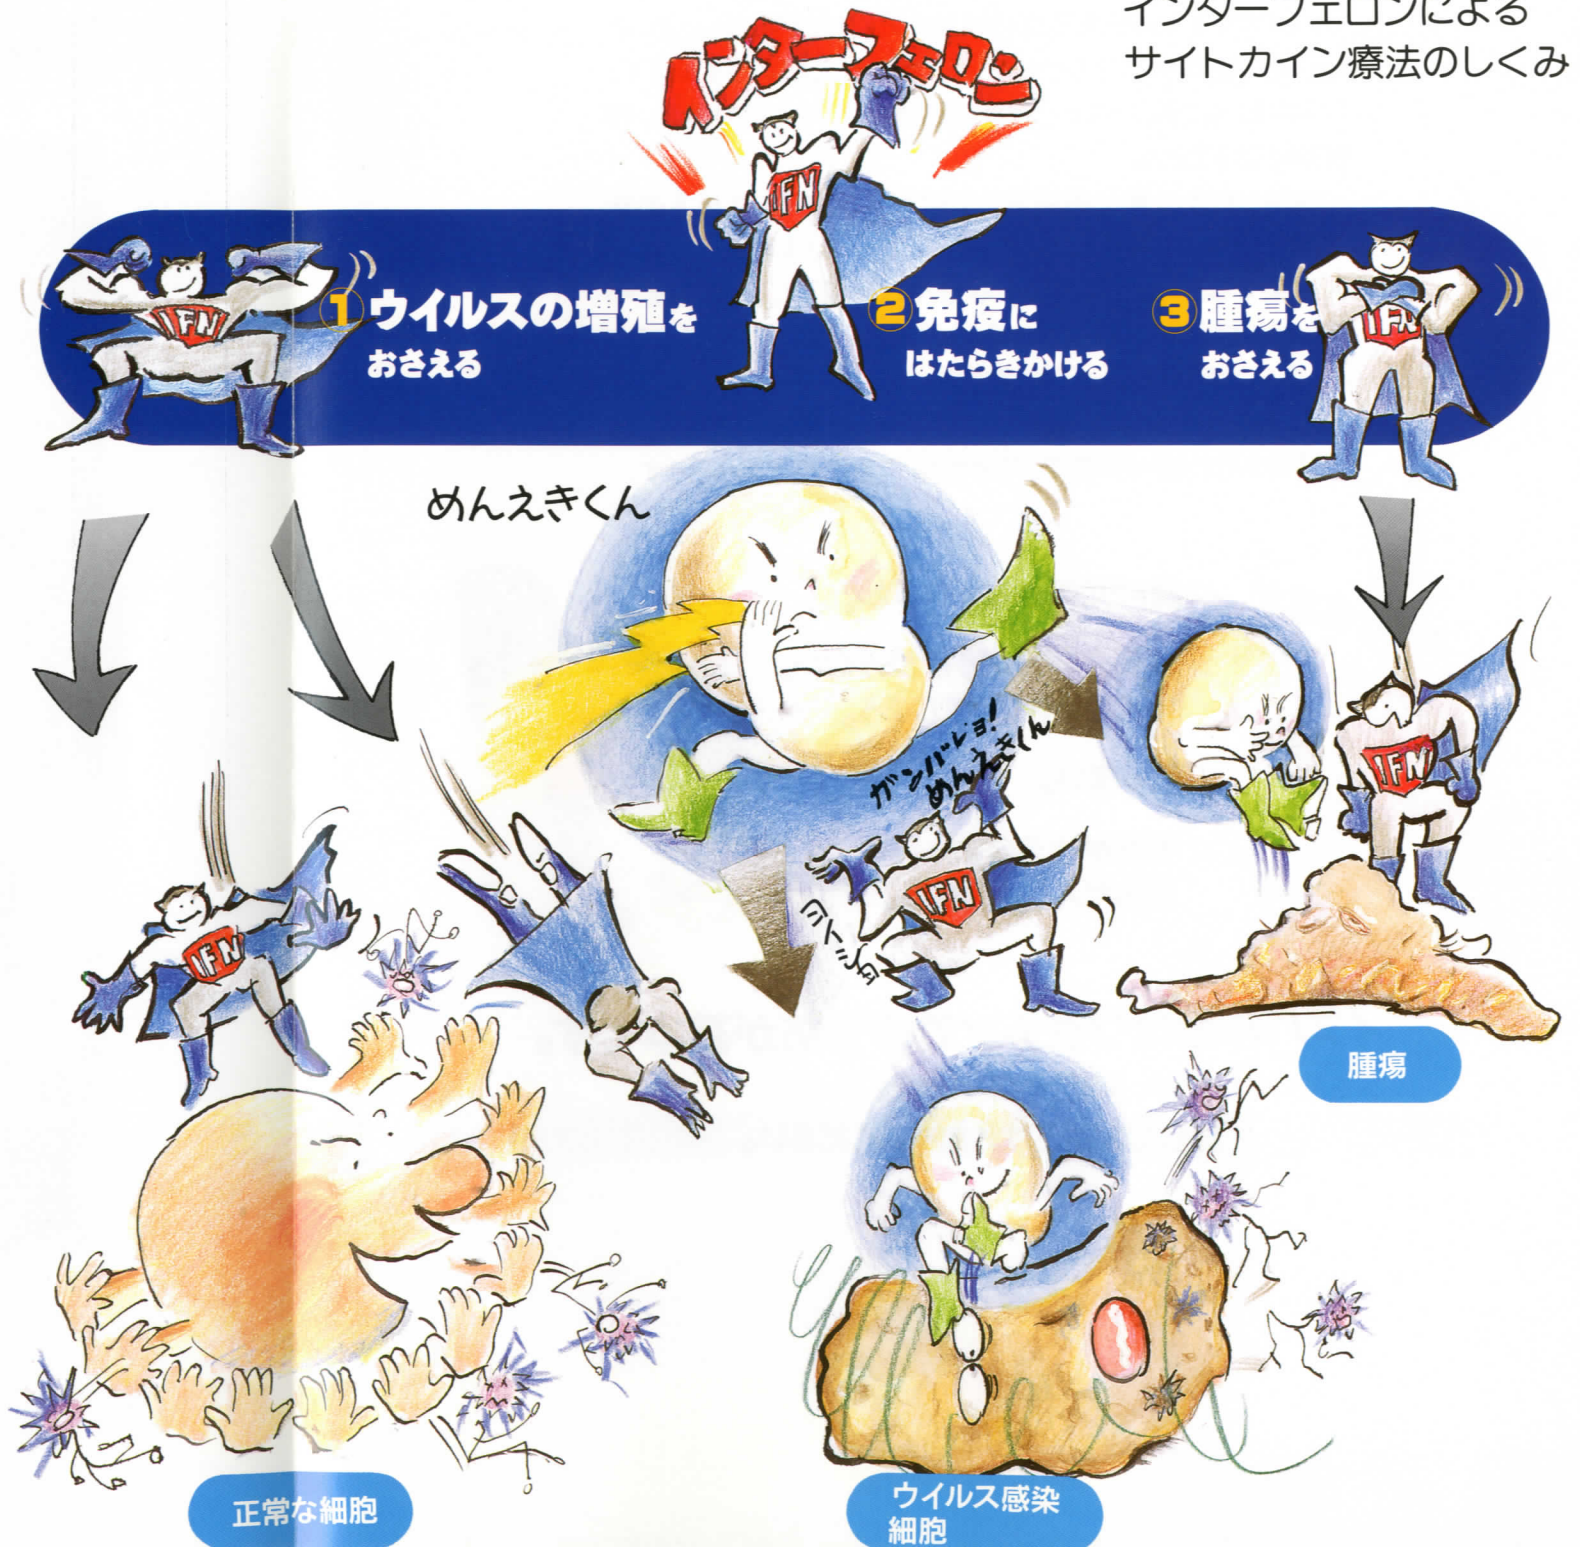 インターフェロンによる
サイトカイン療法のしくみ
インターフェロン
IFN
IFN
IFN
①ウイルスの増殖を
おさえる
②免疫に
はたらきかける
③腫瘍を
おさえる
めんえきくん
ガンバレヨ!
めんえきくん
IFN
IFN
IFN
ヨイショ
腫瘍
正常な細胞
ウイルス感染
細胞